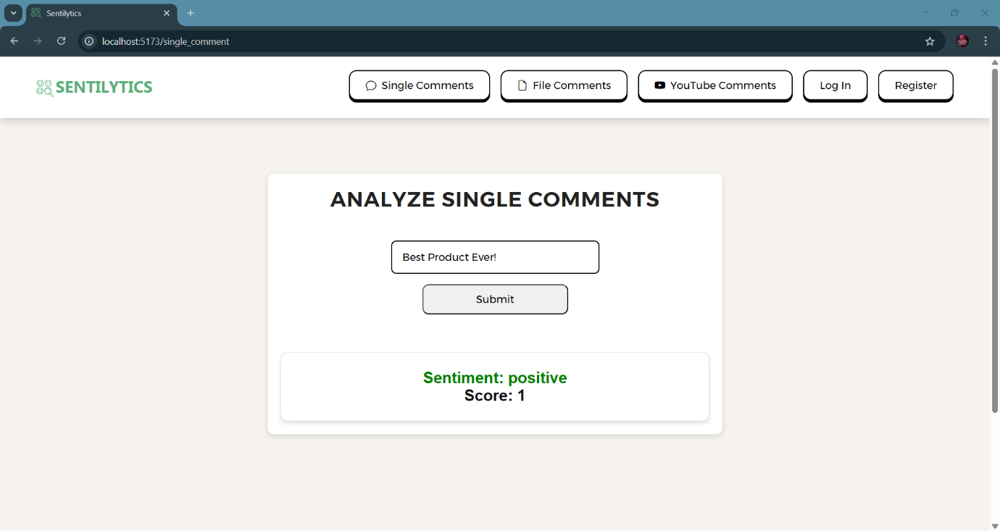 Sentilytics
localhost:5173/single_comment
SENTILYTICS
Single Comments
File Comments
YouTube Comments
Log In
Register
ANALYZE SINGLE COMMENTS
Best Product Ever!
Submit
Sentiment: positive
Score: 1